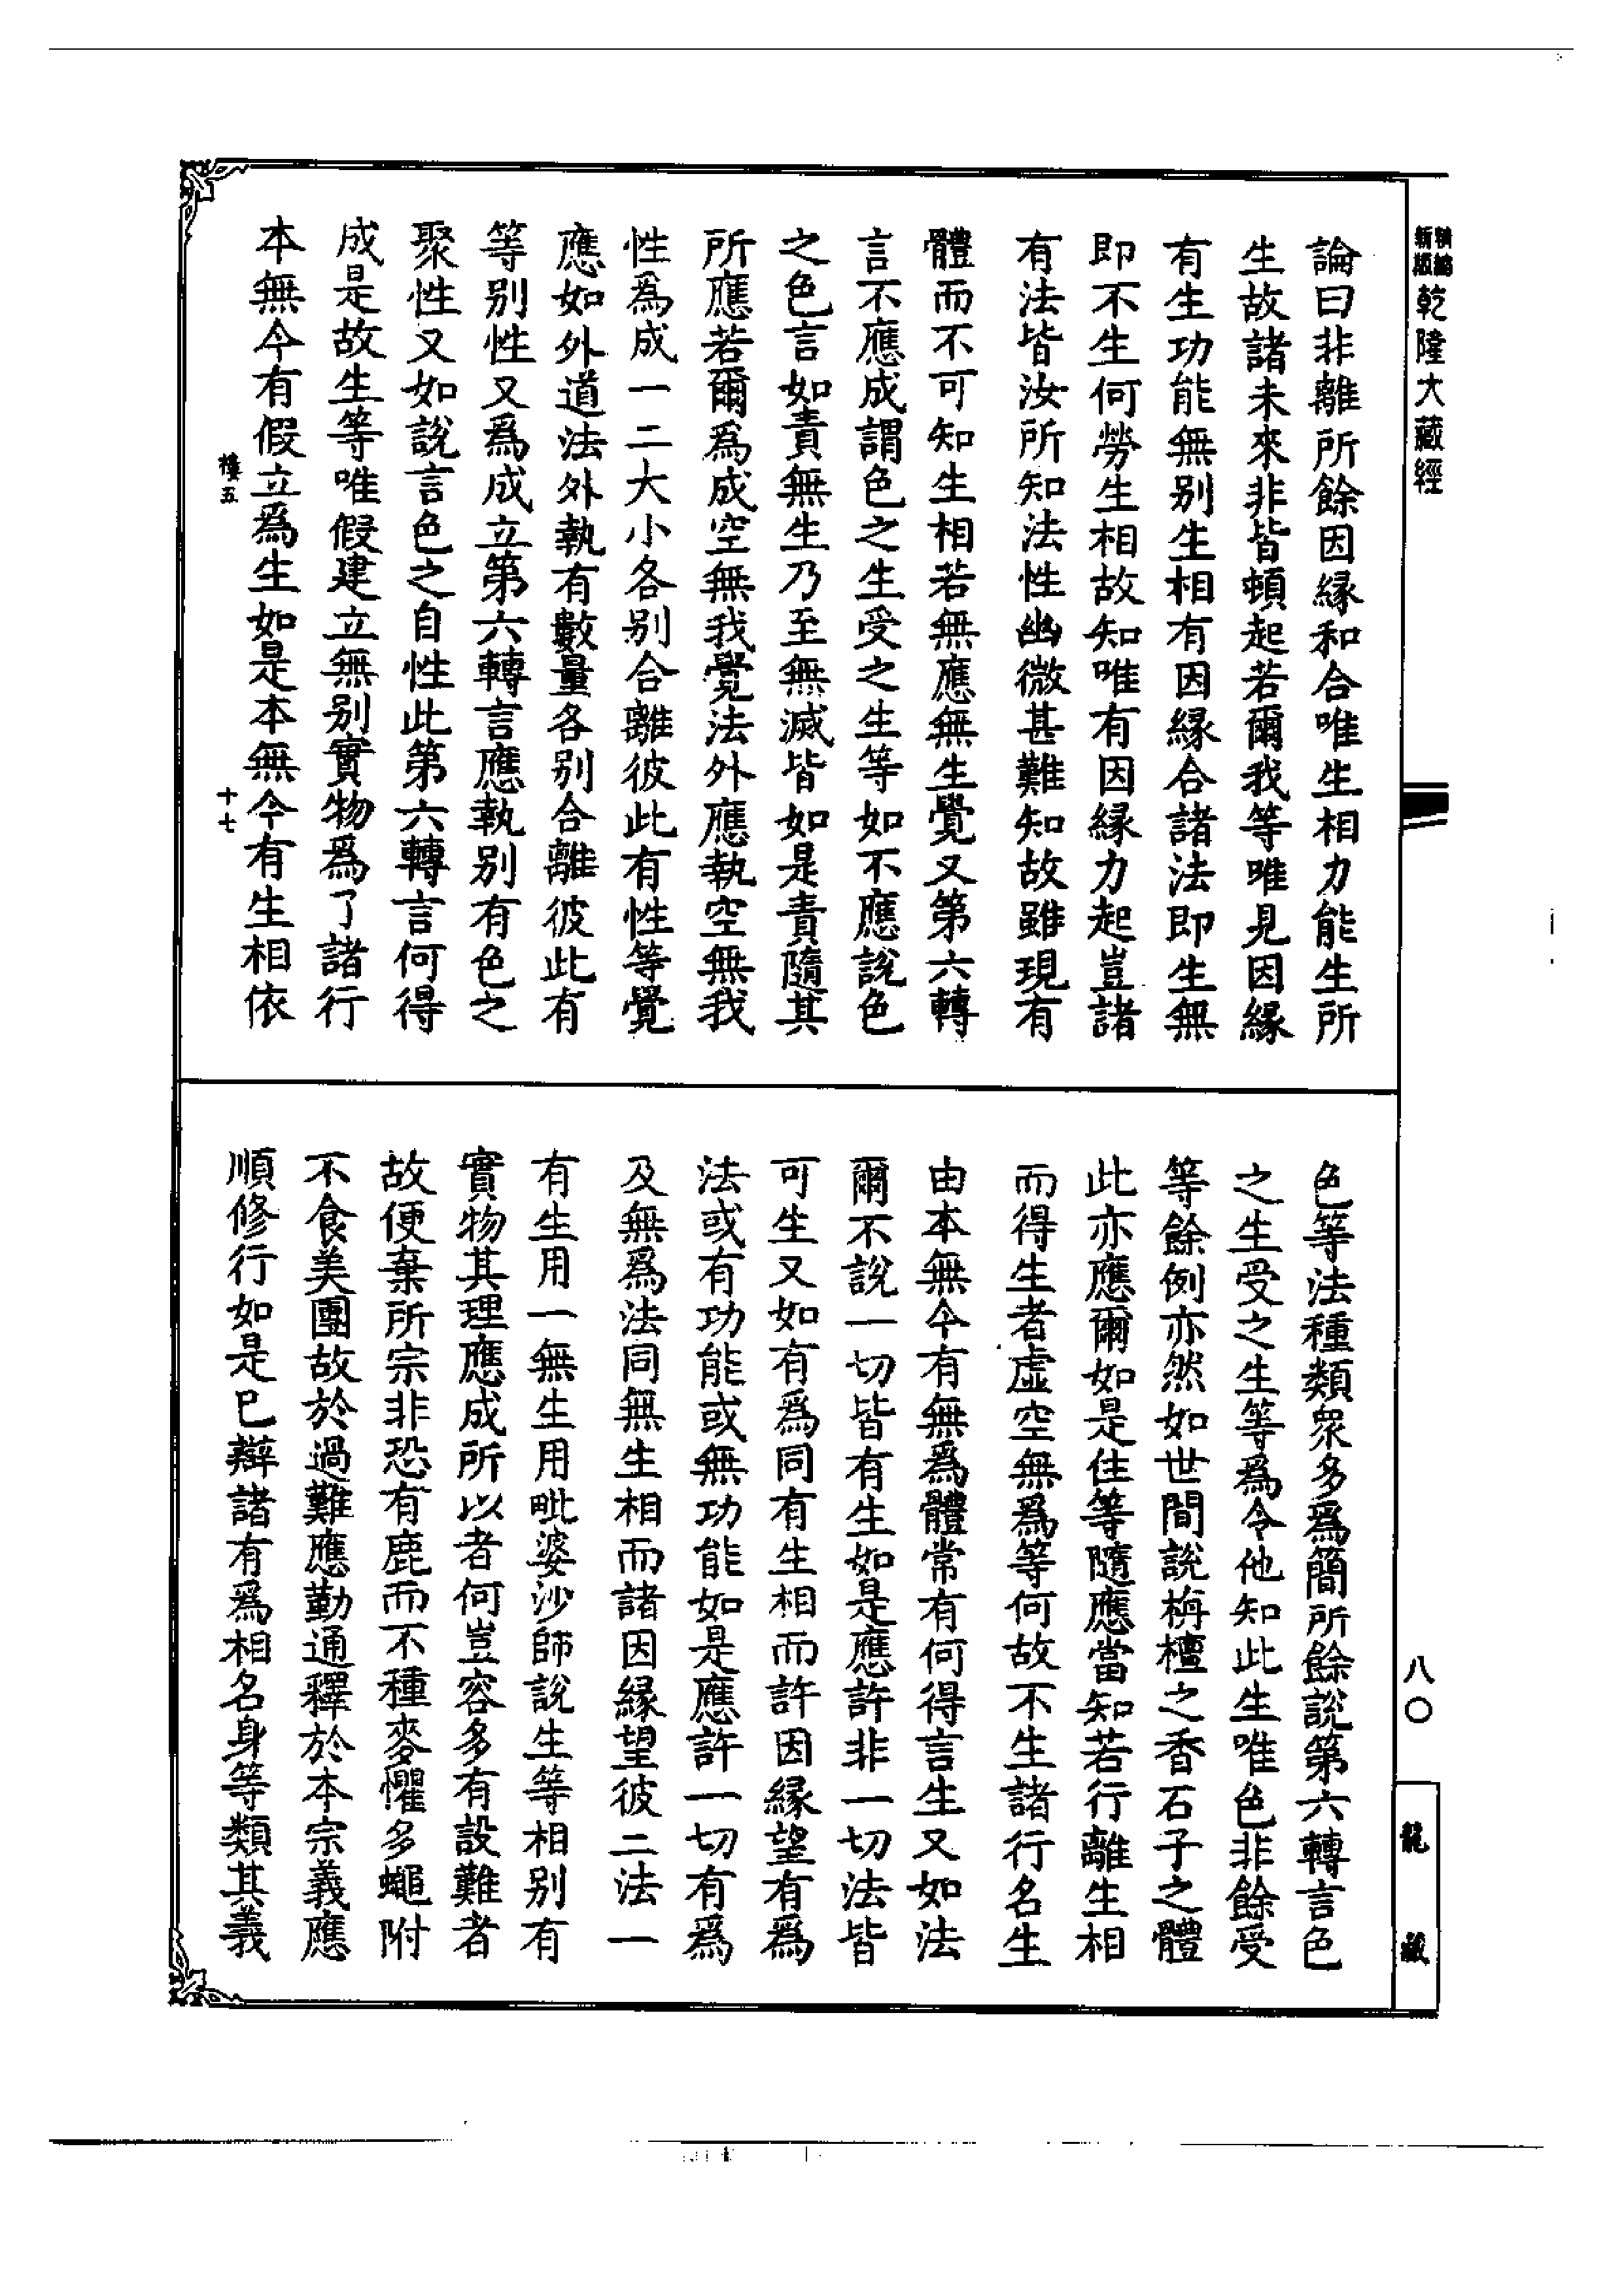 精編
新版
乾隆大藏經
論曰非離所餘因緣和合唯生相力能生所
生故諸未來非皆頓起若爾我等唯見因緣
有生功能無别生相有因緣合諸法即生無
即不生何勞生相故知唯有因緣力起豈諸
有法皆汝所知法性幽微甚難知故雖現有
體而不可知生相若無應無生覺又第六轉
言不應成謂色之生受之生等如不應說色
之色言如責無生乃至無滅皆如是責隨其
所應若爾爲成空無我覺法外應執空無我
性爲成一二大小各别合離彼此有性等覺
應如外道法外執有數量各别合離彼此有
等别性又爲成立第六轉言應執别有色之
聚性又如說言色之自性此第六轉言何得
成是故生等唯假建立無别實物爲了諸行
本無今有假立爲生如是本無今有生相依
樓五
十七
色等法種類衆多爲簡所餘說第六轉言色
之生受之生等爲令他知此生唯色非餘受
等餘例亦然如世間說栴檀之香石子之體
此亦應爾如是住等隨應當知若行離生相
而得生者虚空無爲等何故不生諸行名生
由本無今有無爲體常有何得言生又如法
爾不說一切皆有生如是應許非一切法皆
可生又如有爲同有生相而許因緣望有爲
法或有功能或無功能如是應許一切有爲
及無爲法同無生相而諸因緣望彼二法一
有生用一無生用毗婆沙師說生等相别有
實物其理應成所以者何豈容多有設難者
故便棄所宗非恐有鹿而不種麥懼多蠅附
不食美團故於過難應勤通釋於本宗義應
順修行如是巳辯諸有爲相名身等類其義
八〇
龍藏